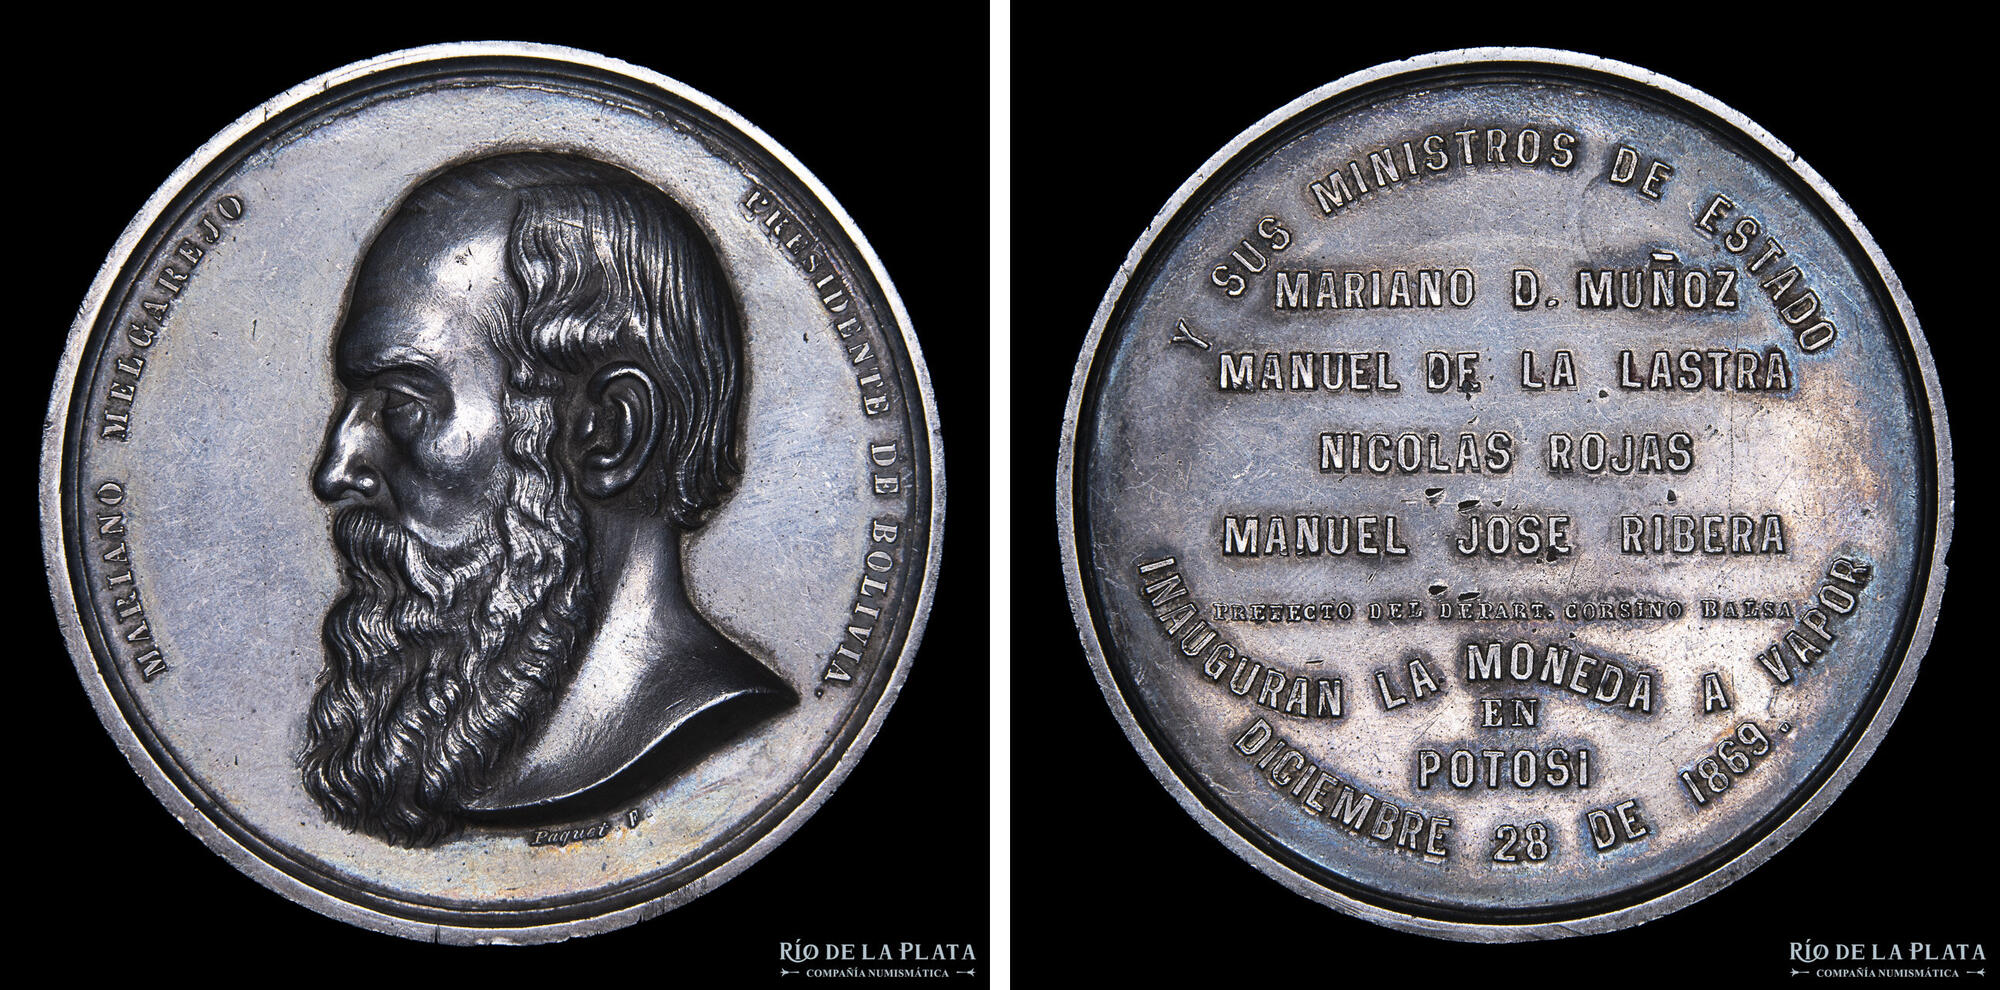 MARIANO MELGAREJO
PRESIDENTE DE BOLIVIA.
Paquet. F.
RÍO DE LA PLATA
COMPAÑÍA NUMISMÁTICA
Y SUS MINISTROS DE ESTADO
MARIANO D. MUÑOZ
MANUEL DE LA LASTRA
NICOLAS ROJAS
MANUEL JOSE RIBERA
PREFECTO DEL DEPART. CORSINO BALSA
INAUGURAN LA MONEDA A VAPOR
EN
POTOSI
DICIEMBRE 28 DE 1869.
RÍO DE LA PLATA
COMPAÑÍA NUMISMÁTICA